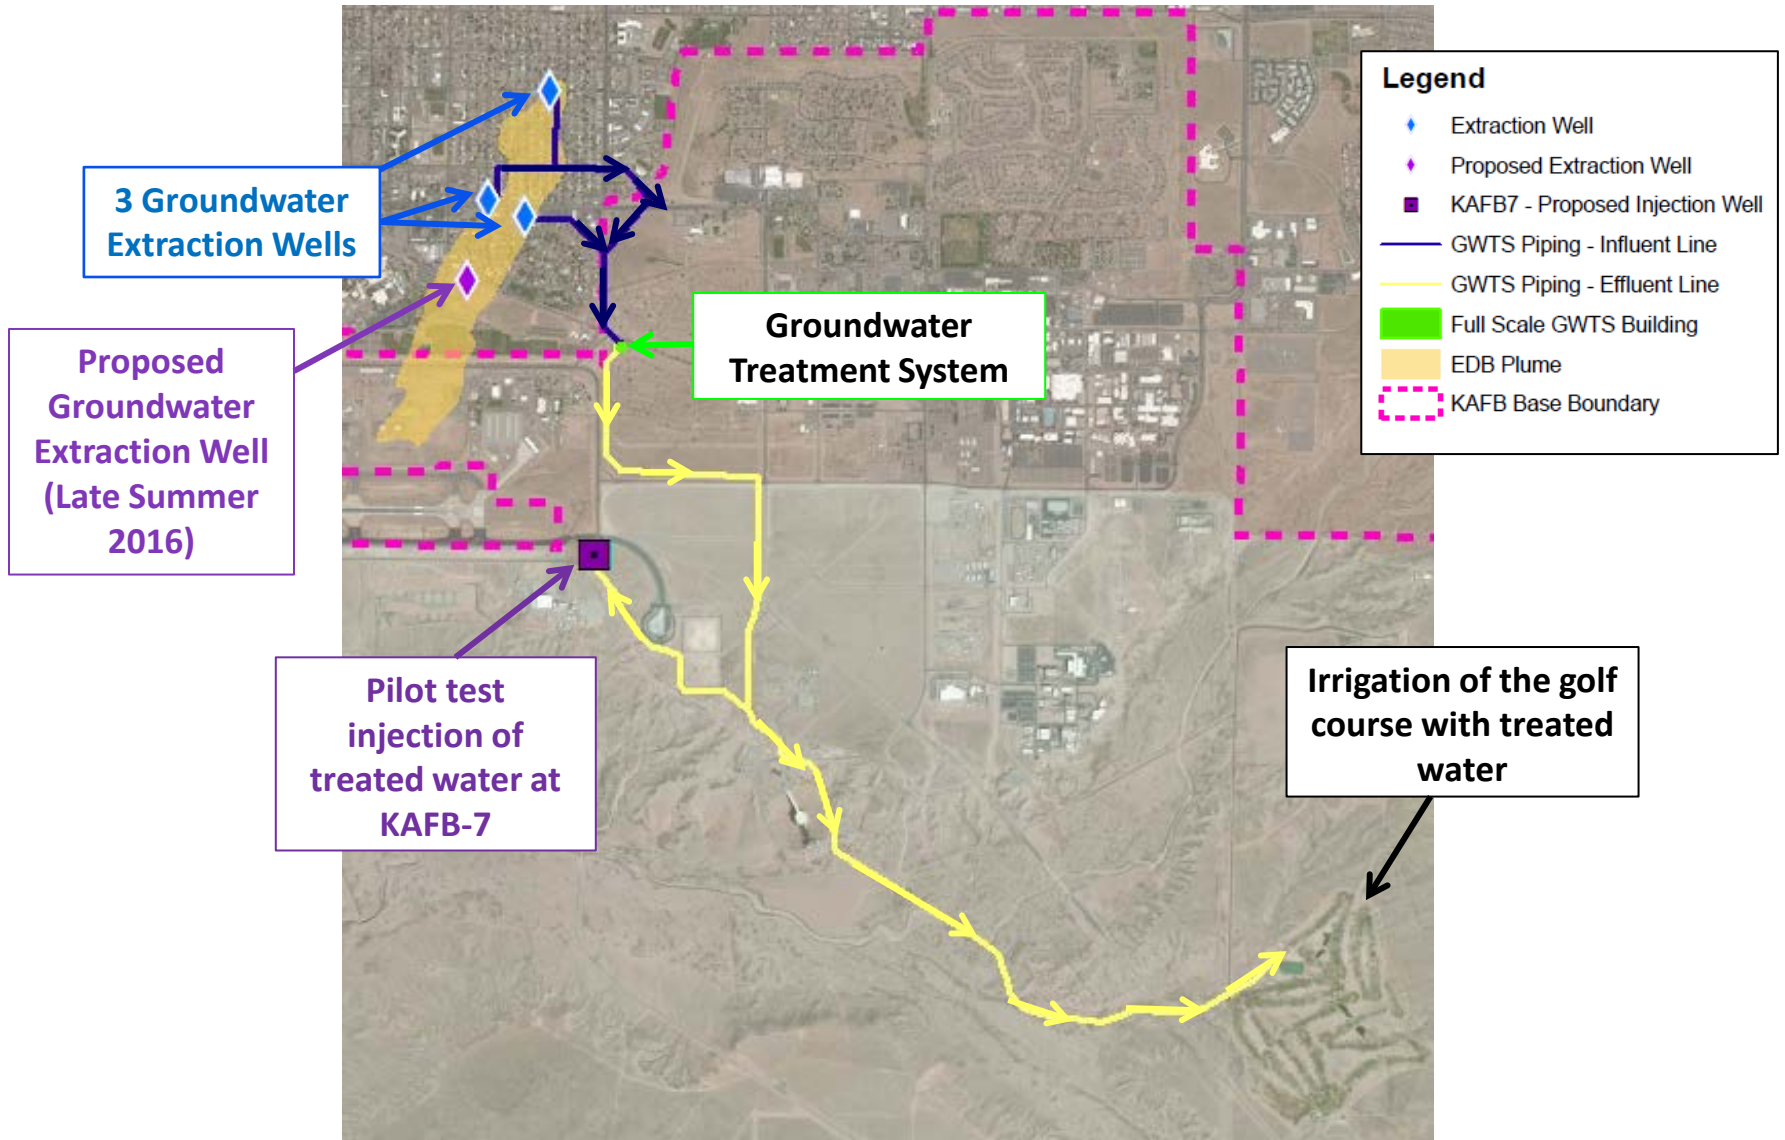 Legend
Extraction Well
Proposed Extraction Well
KAFB7 - Proposed Injection Well
GWTS Piping - Influent Line
GWTS Piping - Effluent Line
Full Scale GWTS Building
EDB Plume
KAFB Base Boundary
3 Groundwater
Extraction Wells
Proposed
Groundwater
Extraction Well
(Late Summer
2016)
Groundwater
Treatment System
Pilot test
injection of
treated water at
KAFB-7
Irrigation of the golf
course with treated
water